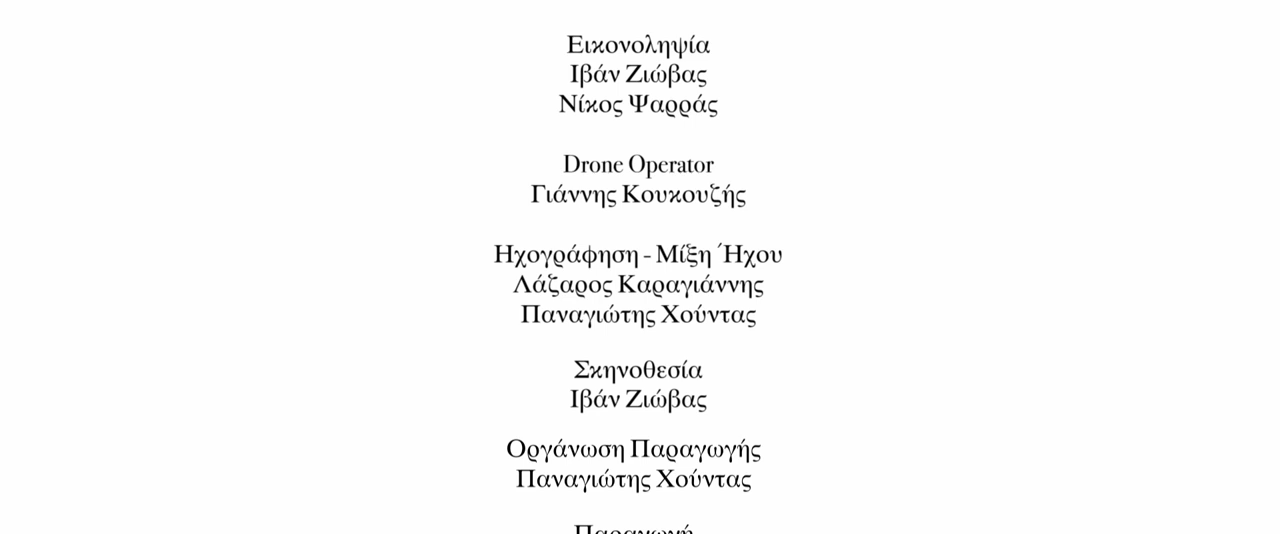 Εικονοληψία
Ιβάν Ζιώβας
Νίκος Ψαρράς
Drone Operator
Γιάννης Κουκουζής
Ηχογράφηση - Μίξη Ήχου
Λάζαρος Καραγιάννης
Παναγιώτης Χούντας
Σκηνοθεσία
Ιβάν Ζιώβας
Οργάνωση Παραγωγής
Παναγιώτης Χούντας
Παραγωγή